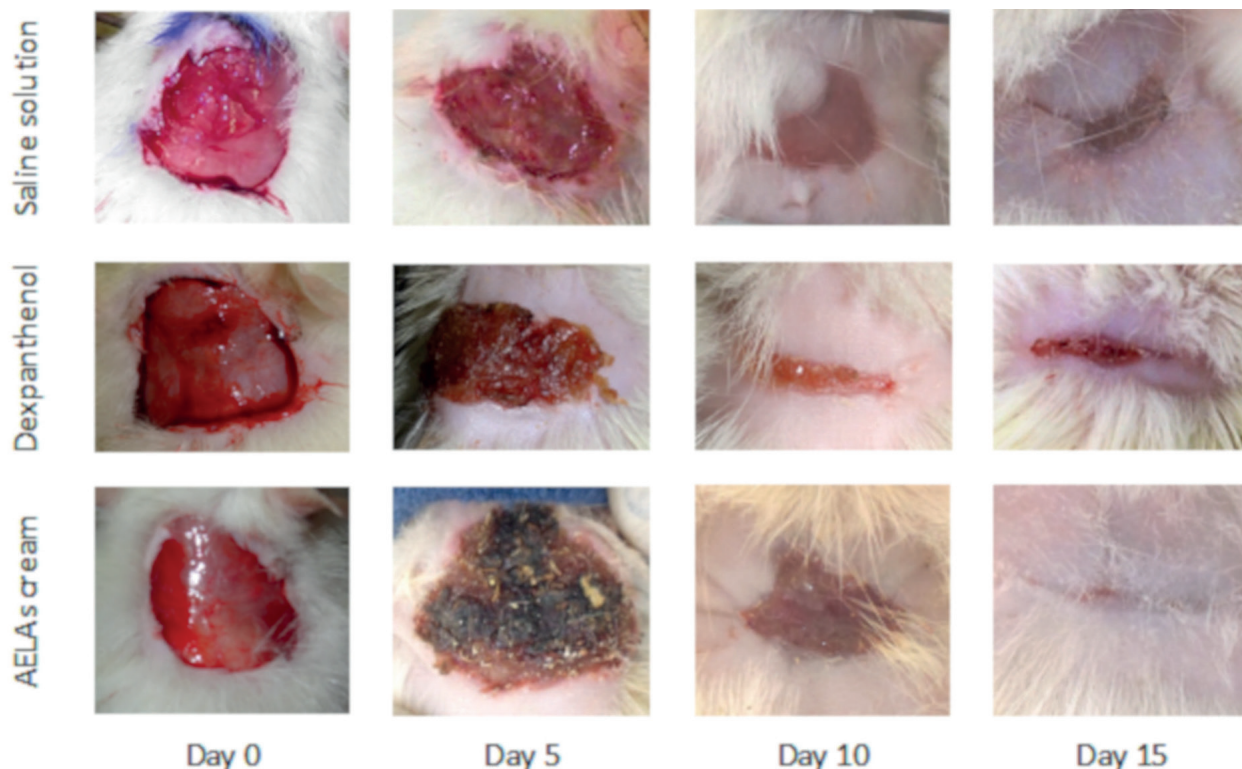 Saline solution
Dexpanthenol
AELAs cream
Day 0
Day 5
Day 10
Day 15